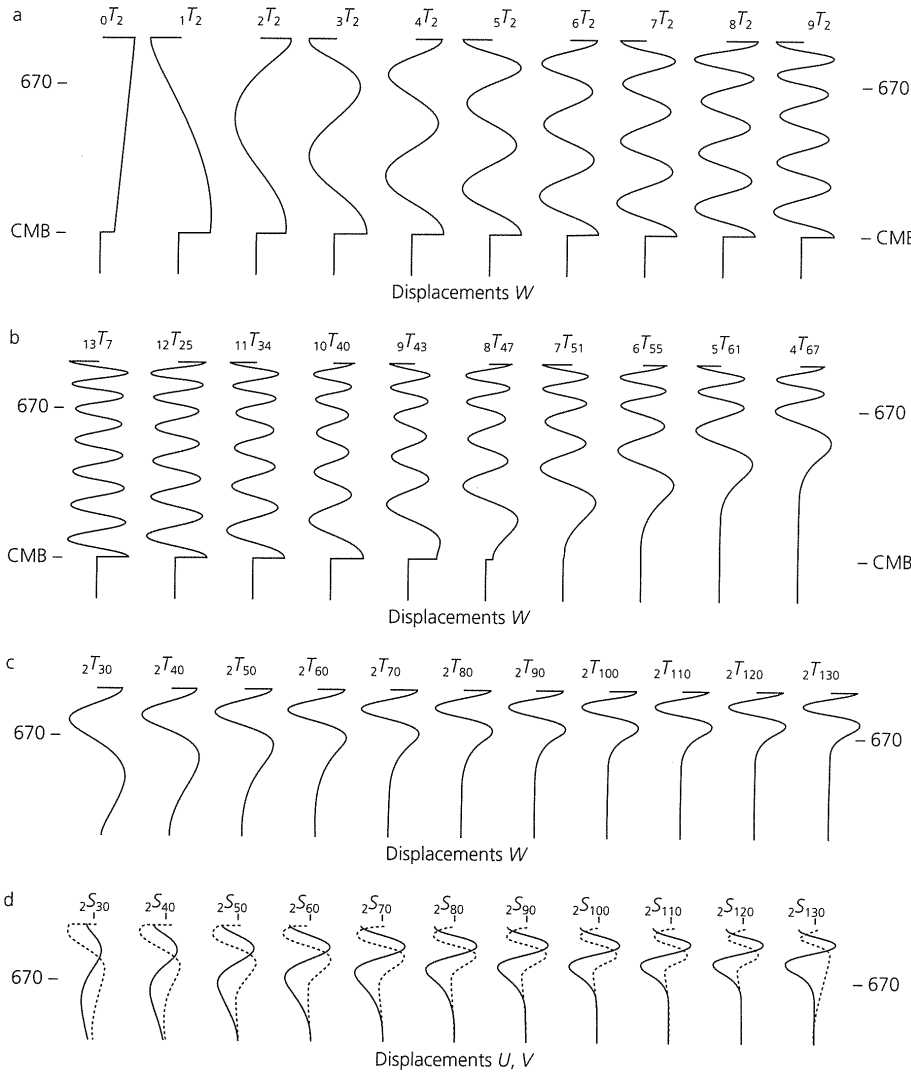 a
₀T₂ ₁T₂ ₂T₂ ₃T₂ ₄T₂ ₅T₂ ₆T₂ ₇T₂ ₈T₂ ₉T₂
670 – – 670
CMB – – CMB
Displacements W
b
₁₃T₇ ₁₂T₂₅ ₁₁T₃₄ ₁₀T₄₀ ₉T₄₃ ₈T₄₇ ₇T₅₁ ₆T₅₅ ₅T₆₁ ₄T₆₇
670 – – 670
CMB – – CMB
Displacements W
c
₂T₃₀ ₂T₄₀ ₂T₅₀ ₂T₆₀ ₂T₇₀ ₂T₈₀ ₂T₉₀ ₂T₁₀₀ ₂T₁₁₀ ₂T₁₂₀ ₂T₁₃₀
670 – – 670
Displacements W
d
₂S₃₀ ₂S₄₀ ₂S₅₀ ₂S₆₀ ₂S₇₀ ₂S₈₀ ₂S₉₀ ₂S₁₀₀ ₂S₁₁₀ ₂S₁₂₀ ₂S₁₃₀
670 – – 670
Displacements U, V